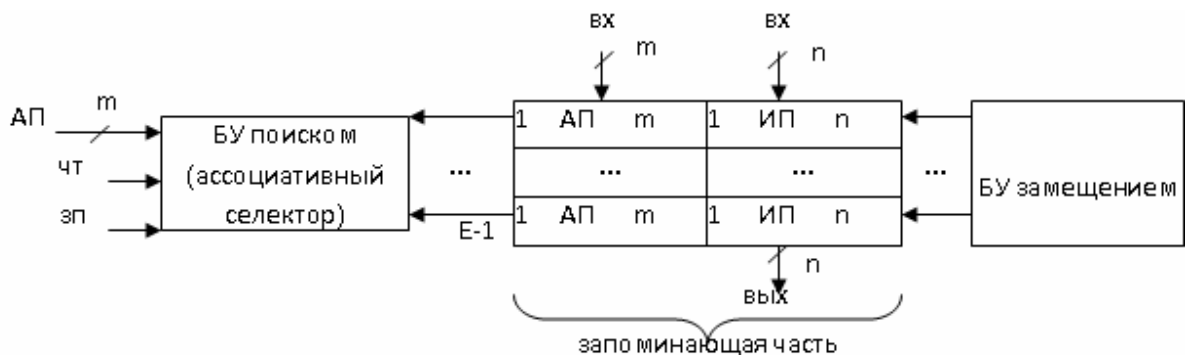 вх вх
m n
АП m
чт
зп
БУ поиском
(ассоциативный
селектор)
...
E-1
1 АП m 1 ИП n
... ...
1 АП m 1 ИП n
...
БУ замещением
n
вых
запоминающая часть